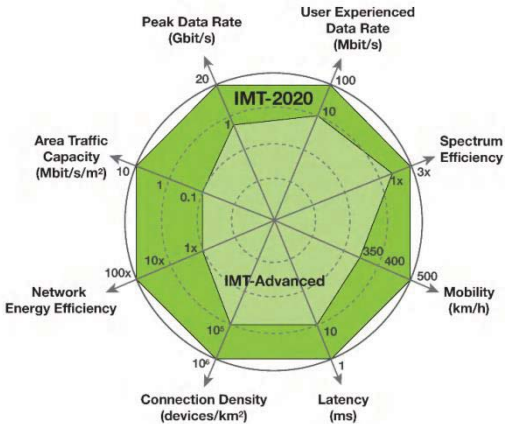 Peak Data Rate
(Gbit/s)
User Experienced
Data Rate
(Mbit/s)
20
100
IMT-2020
1
10
Area Traffic
Capacity
(Mbit/s/m²)
Spectrum
Efficiency
10
1
0.1
1x
3x
350
400
500
1x
10x
100x
IMT-Advanced
Network
Energy Efficiency
Mobility
(km/h)
10⁵
10
10⁶
1
Connection Density
(devices/km²)
Latency
(ms)